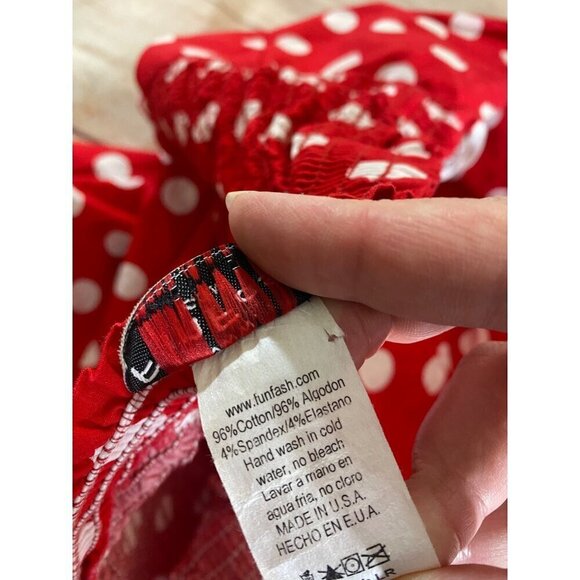 www.funfash.com
96%Cotton/96% Algodon
4%Spandex/4%Elastano
Hand wash in cold
water, no bleach
Lavar a mano en
agua fria, no clcro
MADE IN U.S.A.
HECHO EN E.U.A.